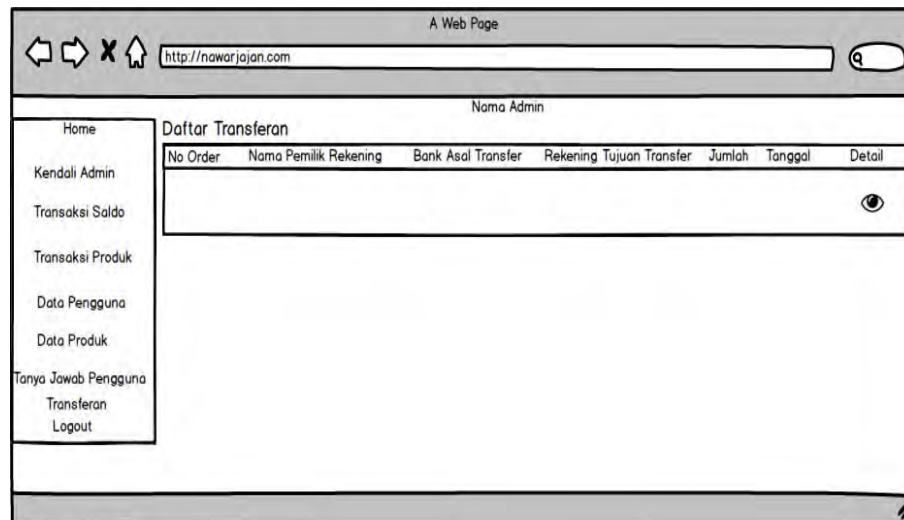 A Web Page
http://nawarjajan.com
Nama Admin
Home
Kendali Admin
Transaksi Saldo
Transaksi Produk
Data Pengguna
Data Produk
Tanya Jawab Pengguna
Transferan
Logout
Daftar Transferan
No Order Nama Pemilik Rekening Bank Asal Transfer Rekening Tujuan Transfer Jumlah Tanggal Detail